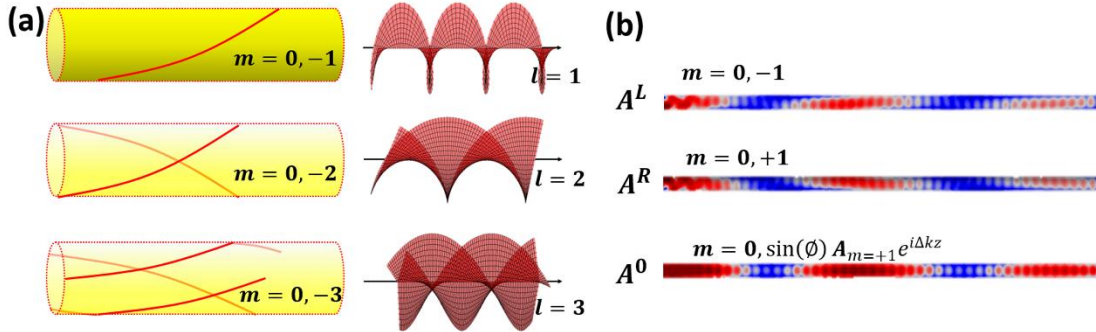 (a)
m = 0, −1
l = 1
m = 0, −2
l = 2
m = 0, −3
l = 3
(b)
m = 0, −1
A^L
m = 0, +1
A^R
m = 0, sin(∅) A_{m=+1}e^{iΔkz}
A^0